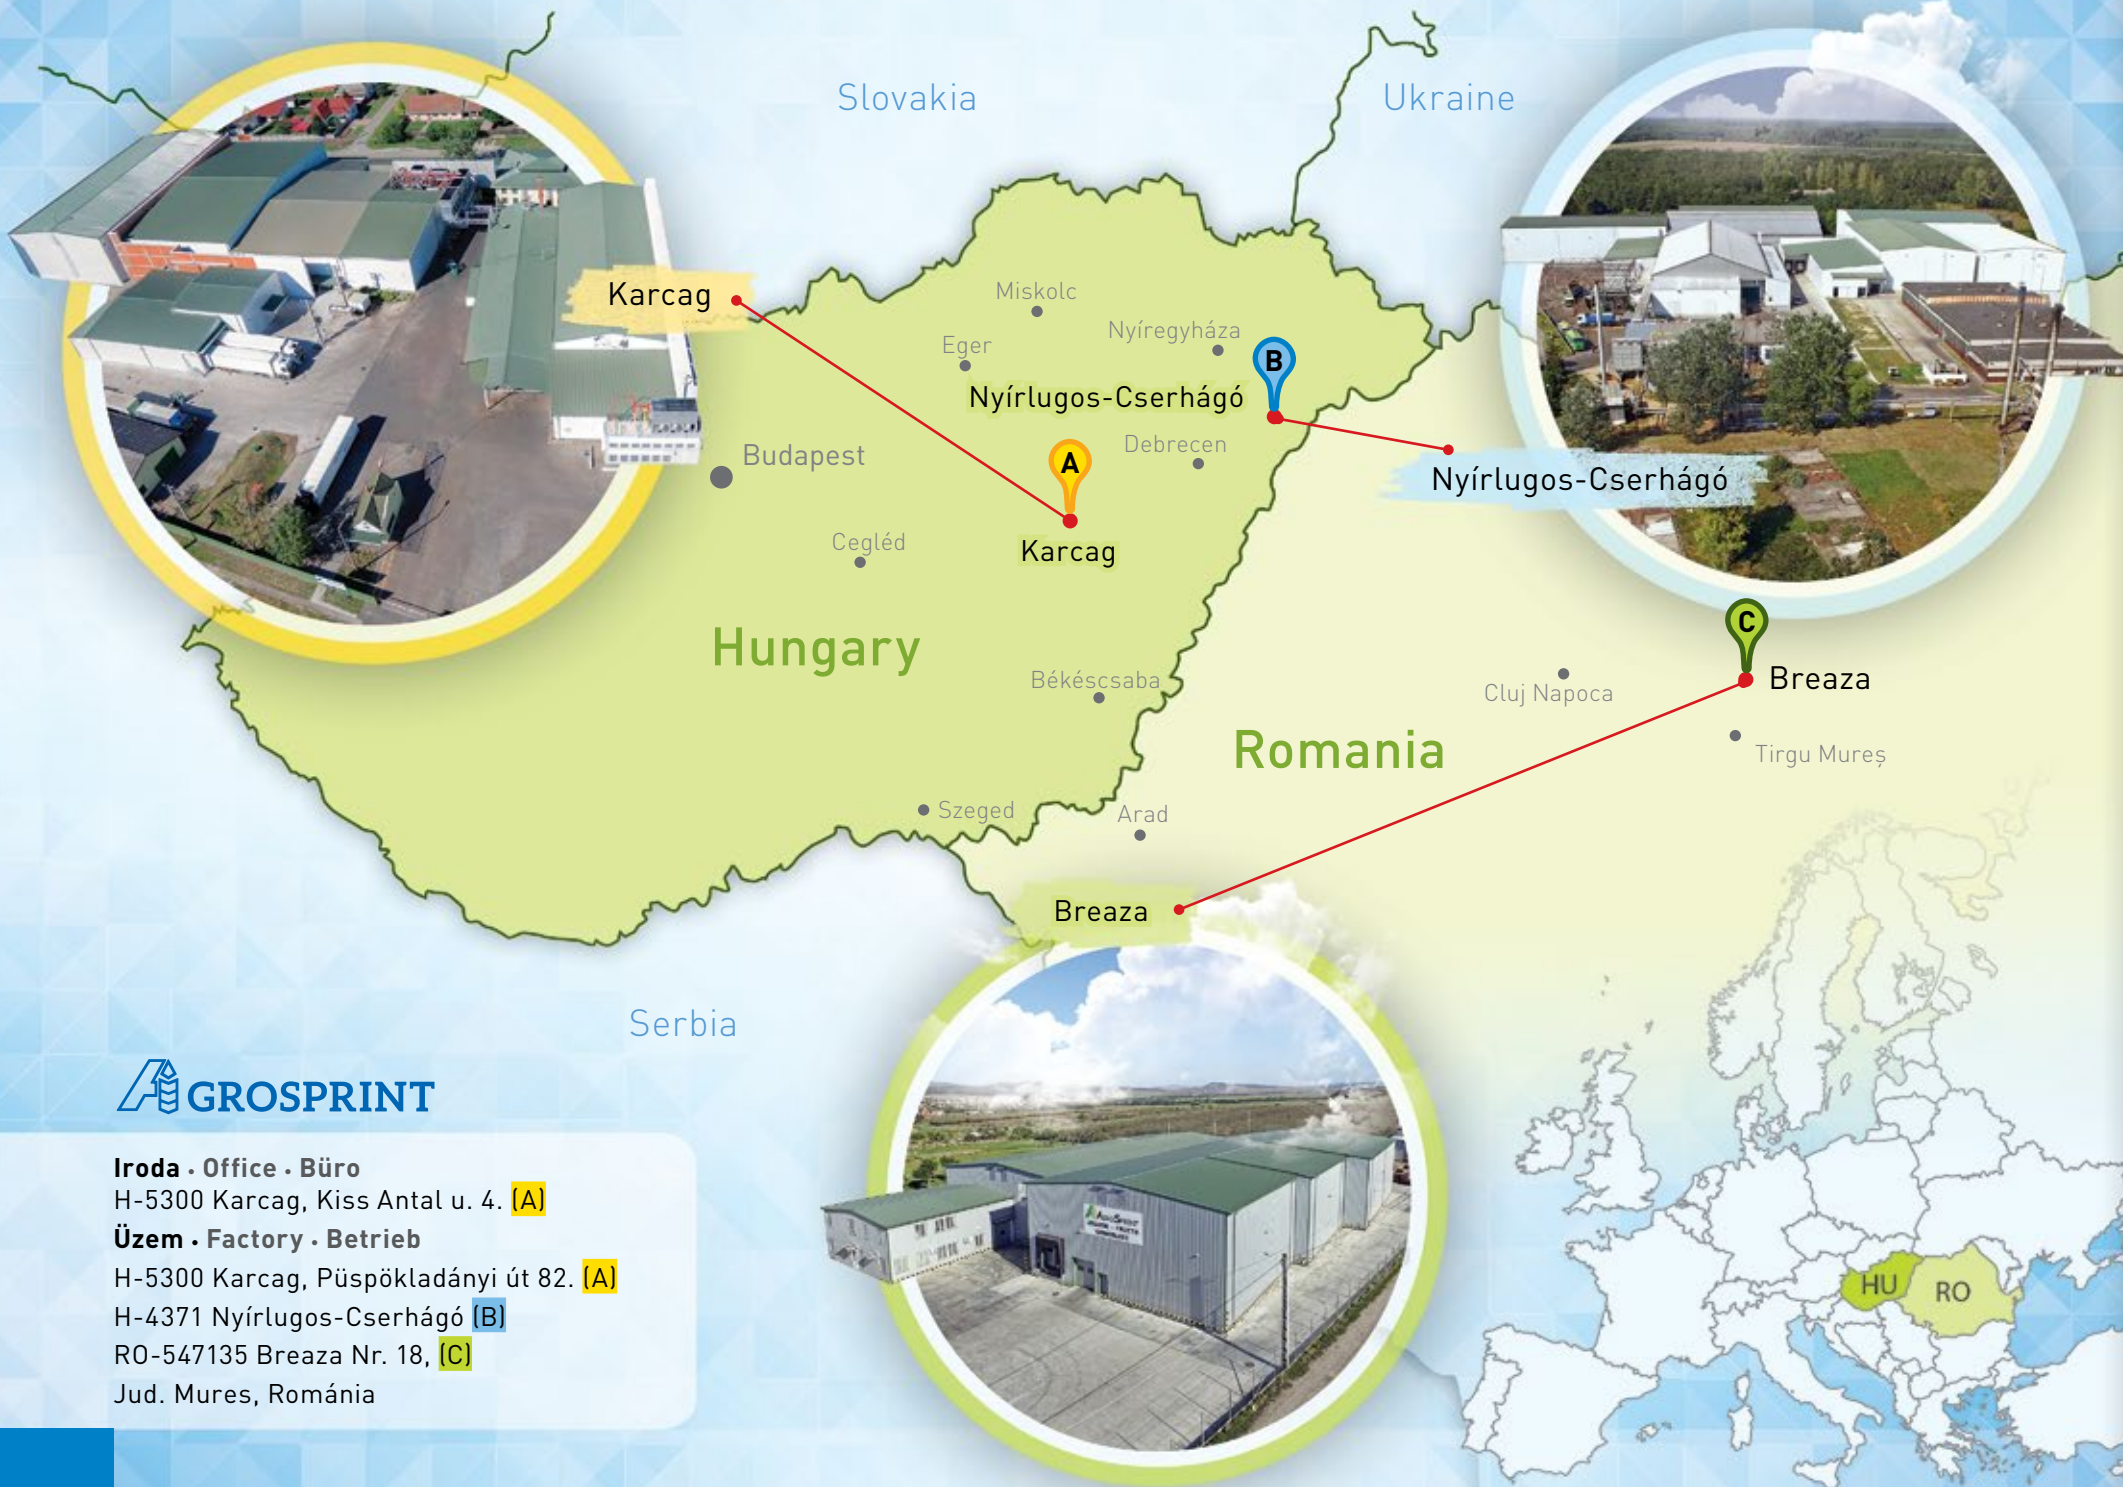 Slovakia
Ukraine
Karcag
Miskolc
Nyíregyháza
Eger
B
Nyírlugos-Cserhágó
Budapest
A
Debrecen
Nyírlugos-Cserhágó
Cegléd
Karcag
C
Hungary
Békéscsaba
Cluj Napoca
Breaza
Romania
Tirgu Mureș
Szeged
Arad
Breaza
Serbia
AGROSPRINT
Iroda • Office • Büro
H-5300 Karcag, Kiss Antal u. 4. (A)
Üzem • Factory • Betrieb
H-5300 Karcag, Püspökladányi út 82. (A)
H-4371 Nyírlugos-Cserhágó (B)
RO-547135 Breaza Nr. 18, (C)
Jud. Mures, Románia
AGROSPRINT
HU
RO